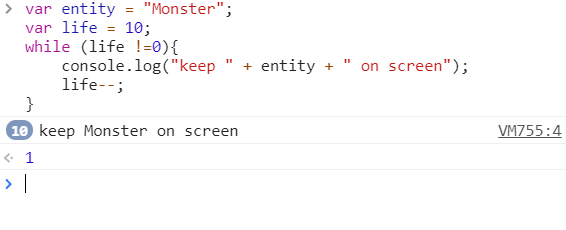 var entity = "Monster";
var life = 10;
while (life !=0){
    console.log("keep " + entity + " on screen");
    life--;
}
10 keep Monster on screen VM755:4
1